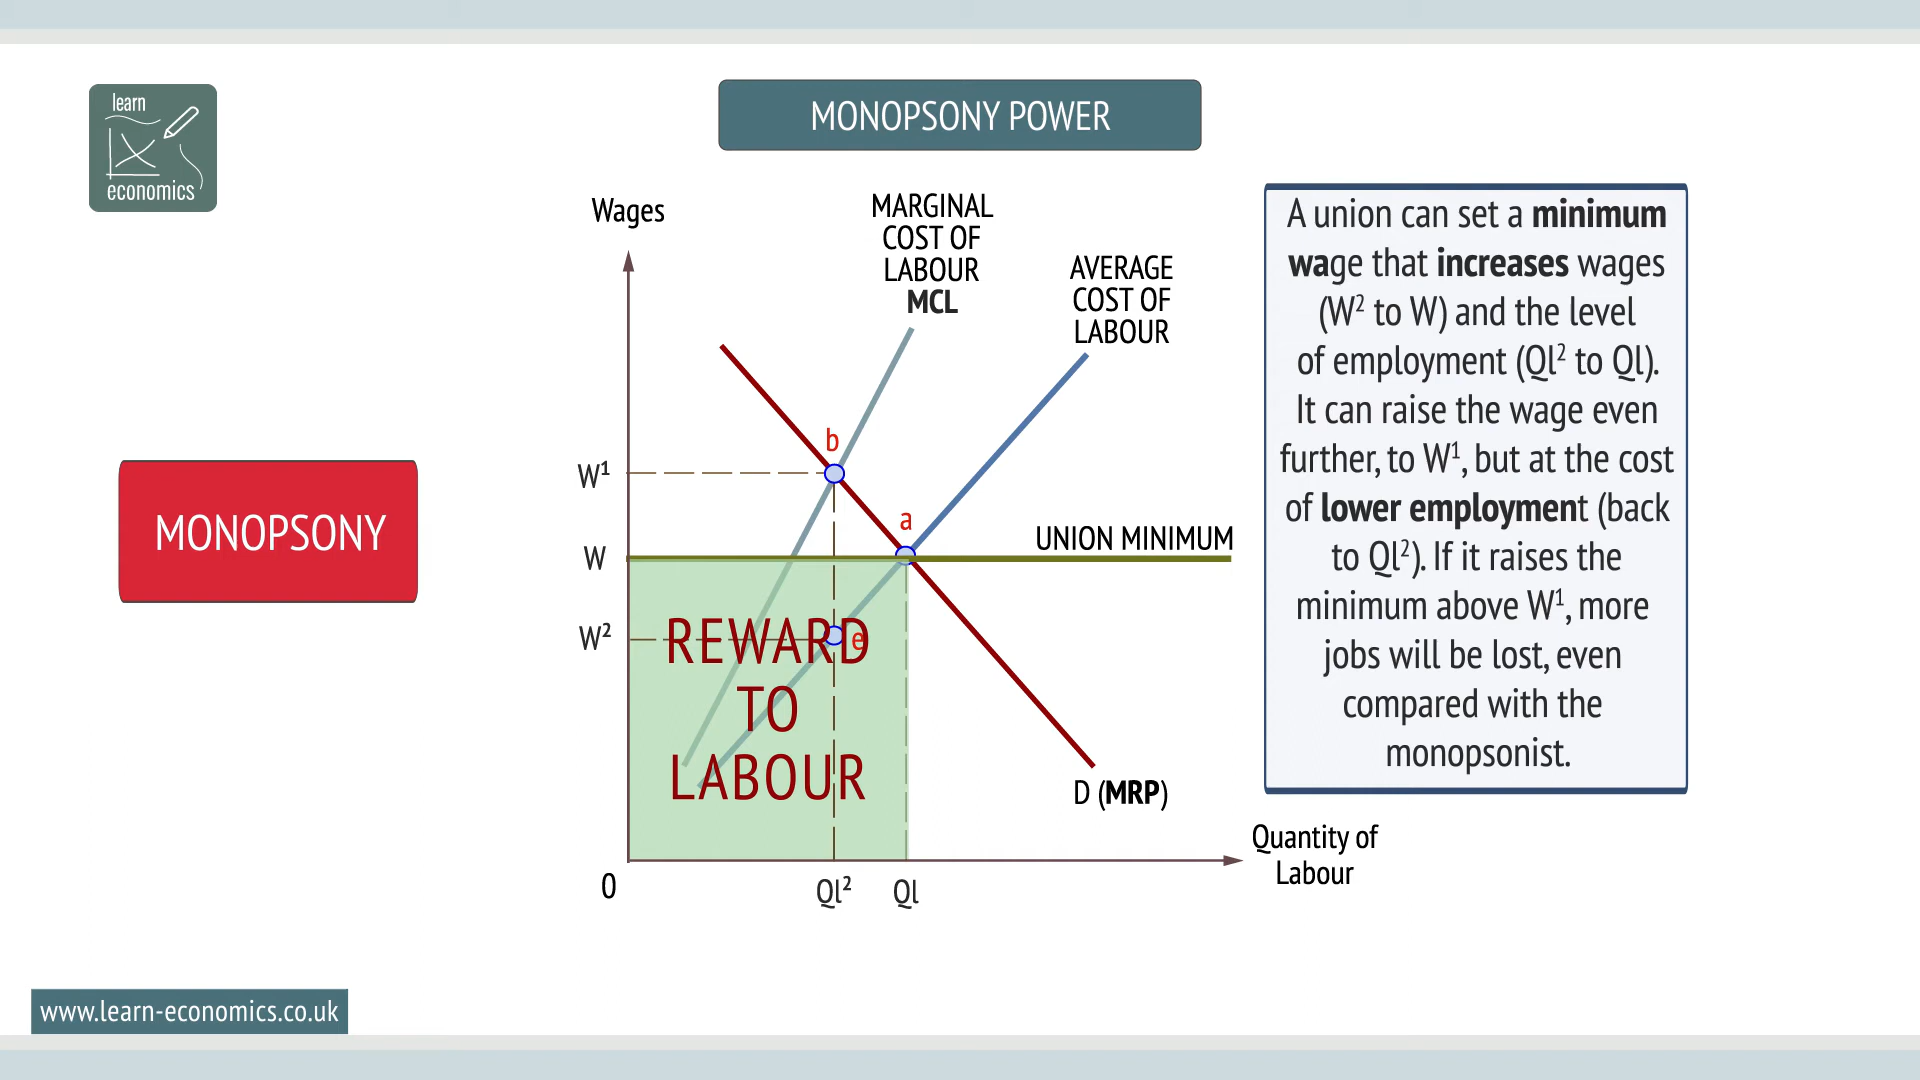 learn
economics
MONOPSONY POWER
Wages
MARGINAL
COST OF
LABOUR
MCL
AVERAGE
COST OF
LABOUR
A union can set a minimum
wage that increases wages
(W² to W) and the level
of employment (Ql² to Ql).
It can raise the wage even
further, to W¹, but at the cost
of lower employment (back
to Ql²). If it raises the
minimum above W¹, more
jobs will be lost, even
compared with the
monopsonist.
MONOPSONY
b
W¹
a
UNION MINIMUM
W
W²
e
REWARD
TO
LABOUR
D (MRP)
Quantity of
Labour
0
Ql²
Ql
www.learn-economics.co.uk